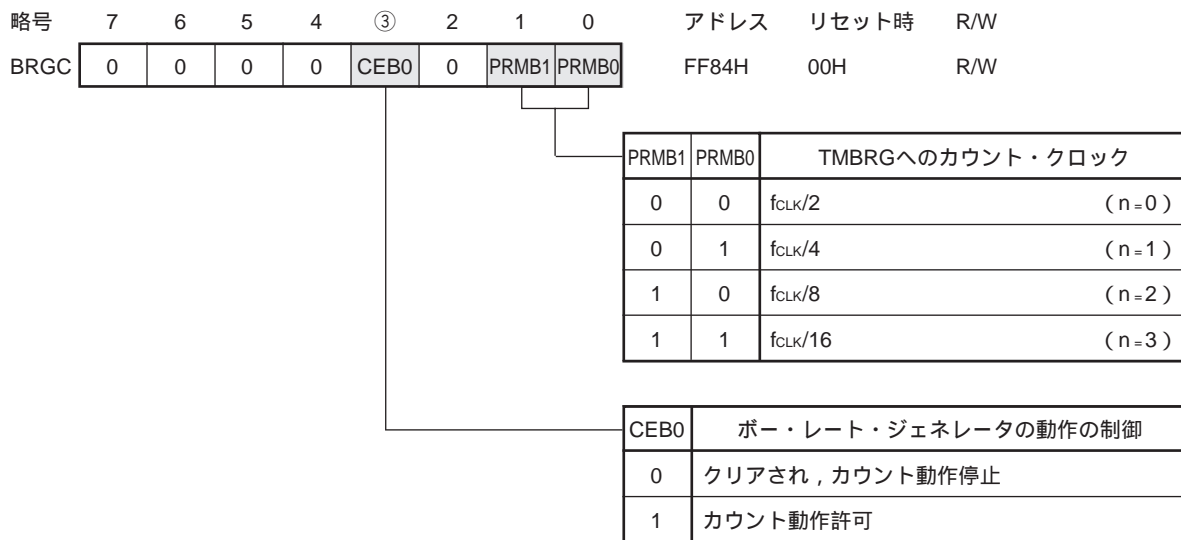 略号 7 6 5 4 ③ 2 1 0 アドレス リセット時 R/W
BRGC 0 0 0 0 CEB0 0 PRMB1 PRMB0 FF84H 00H R/W
PRMB1 PRMB0 TMBRGへのカウント・クロック
0 0 fCLK/2 (n=0)
0 1 fCLK/4 (n=1)
1 0 fCLK/8 (n=2)
1 1 fCLK/16 (n=3)
CEB0 ボー・レート・ジェネレータの動作の制御
0 クリアされ,カウント動作停止
1 カウント動作許可